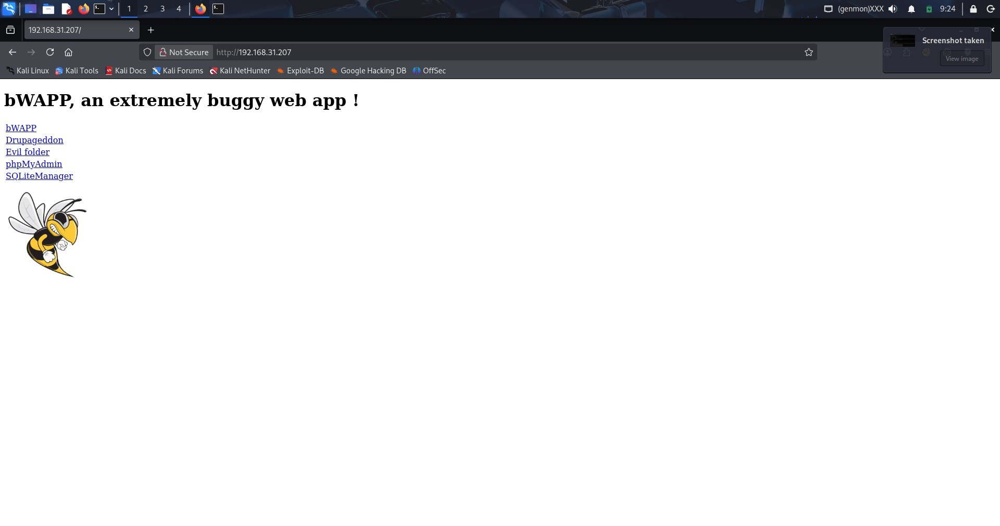 1 2 3 4 (genmon)XXX 9:24
192.168.31.207/
Screenshot taken
Not Secure http://192.168.31.207
View image
Kali Linux Kali Tools Kali Docs Kali Forums Kali NetHunter Exploit-DB Google Hacking DB OffSec
bWAPP, an extremely buggy web app !
bWAPP
Drupageddon
Evil folder
phpMyAdmin
SQLiteManager